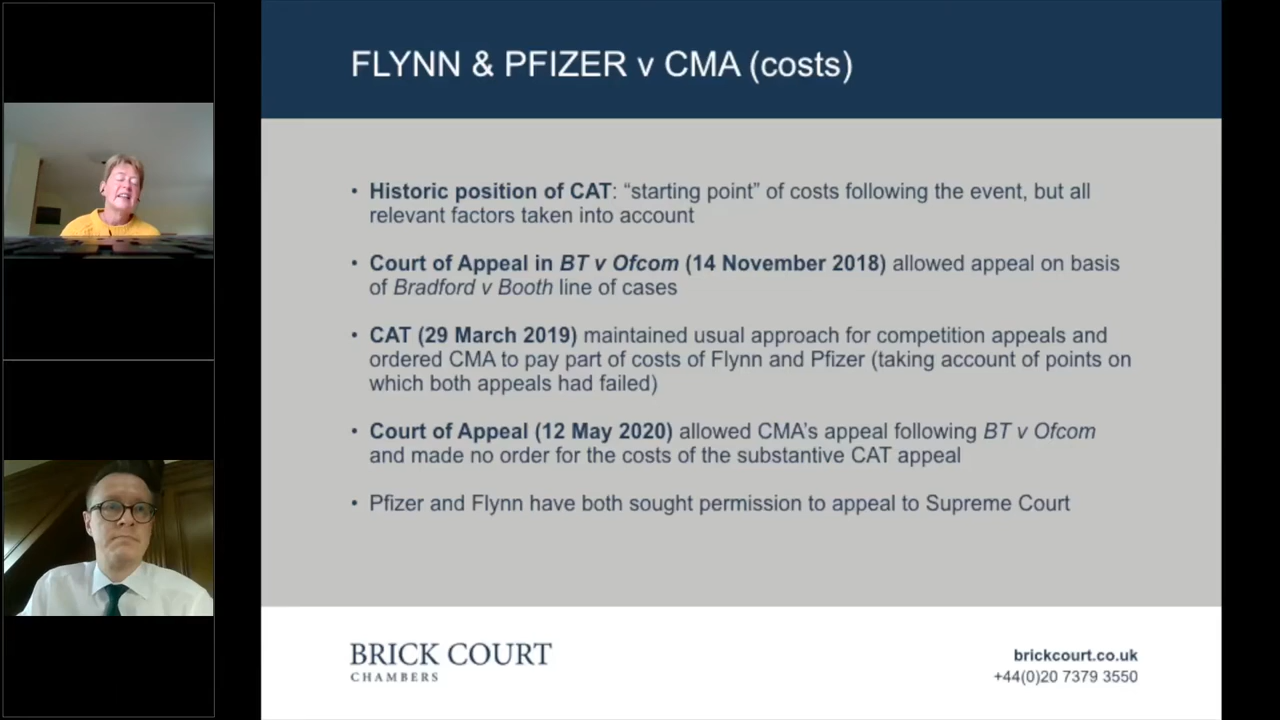 FLYNN & PFIZER v CMA (costs)
• Historic position of CAT: “starting point” of costs following the event, but all
relevant factors taken into account
• Court of Appeal in BT v Ofcom (14 November 2018) allowed appeal on basis
of Bradford v Booth line of cases
• CAT (29 March 2019) maintained usual approach for competition appeals and
ordered CMA to pay part of costs of Flynn and Pfizer (taking account of points on
which both appeals had failed)
• Court of Appeal (12 May 2020) allowed CMA’s appeal following BT v Ofcom
and made no order for the costs of the substantive CAT appeal
• Pfizer and Flynn have both sought permission to appeal to Supreme Court
BRICK COURT
CHAMBERS
brickcourt.co.uk
+44(0)20 7379 3550